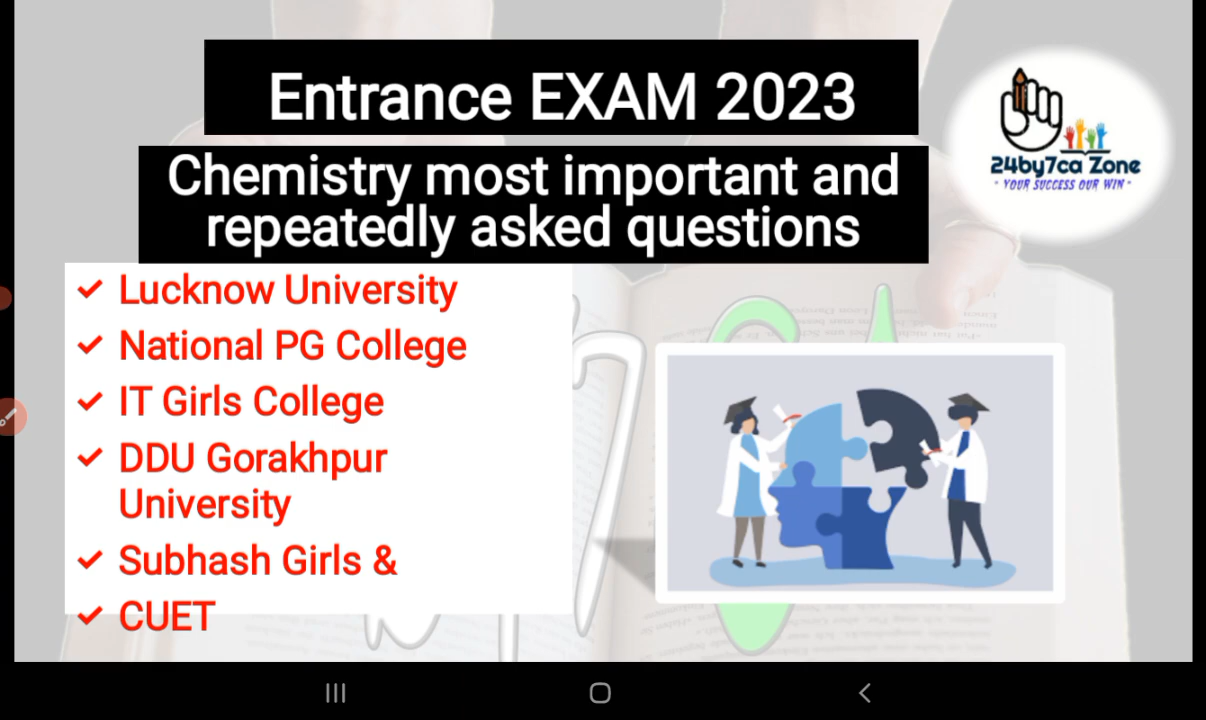 Entrance EXAM 2023
Chemistry most important and
repeatedly asked questions
24by7ca Zone
- YOUR SUCCESS OUR WIN -
✓ Lucknow University
✓ National PG College
✓ IT Girls College
✓ DDU Gorakhpur
University
✓ Subhash Girls &
✓ CUET